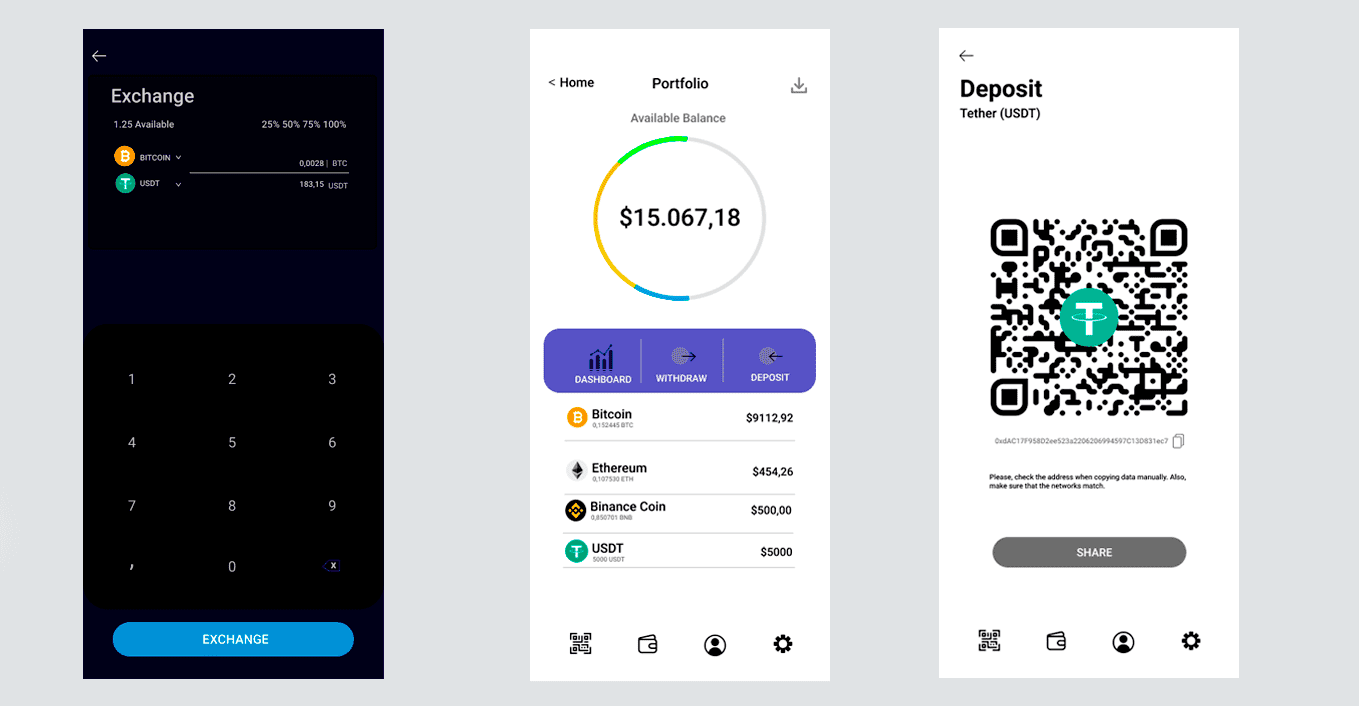 Exchange
1.25 Available 25% 50% 75% 100%
BITCOIN 0,0028 | BTC
USDT 183,15 USDT
1 2 3
4 5 6
7 8 9
, 0 x
EXCHANGE
< Home Portfolio
Available Balance
$15.067,18
DASHBOARD WITHDRAW DEPOSIT
Bitcoin $9112,92
0,152445 BTC
Ethereum $454,26
0,107530 ETH
Binance Coin $500,00
0,850701 BNB
USDT $5000
5000 USDT
Deposit
Tether (USDT)
0xdAC17F958D2ee523a2206206994597C13D831ec7
Please, check the address when copying data manually. Also,
make sure that the networks match.
SHARE